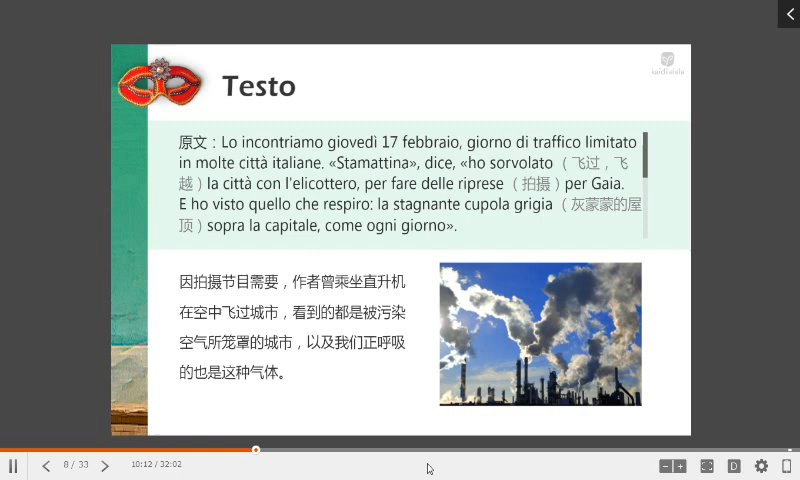 Testo
kaidialala
原文：Lo incontriamo giovedì 17 febbraio, giorno di traffico limitato
in molte città italiane. «Stamattina», dice, «ho sorvolato （飞过，飞
越）la città con l'elicottero, per fare delle riprese （拍摄）per Gaia.
E ho visto quello che respiro: la stagnante cupola grigia （灰蒙蒙的屋
顶）sopra la capitale, come ogni giorno».
因拍摄节目需要，作者曾乘坐直升机
在空中飞过城市，看到的都是被污染
空气所笼罩的城市，以及我们正呼吸
的也是这种气体。
8 / 33
10:12 / 32:02
D